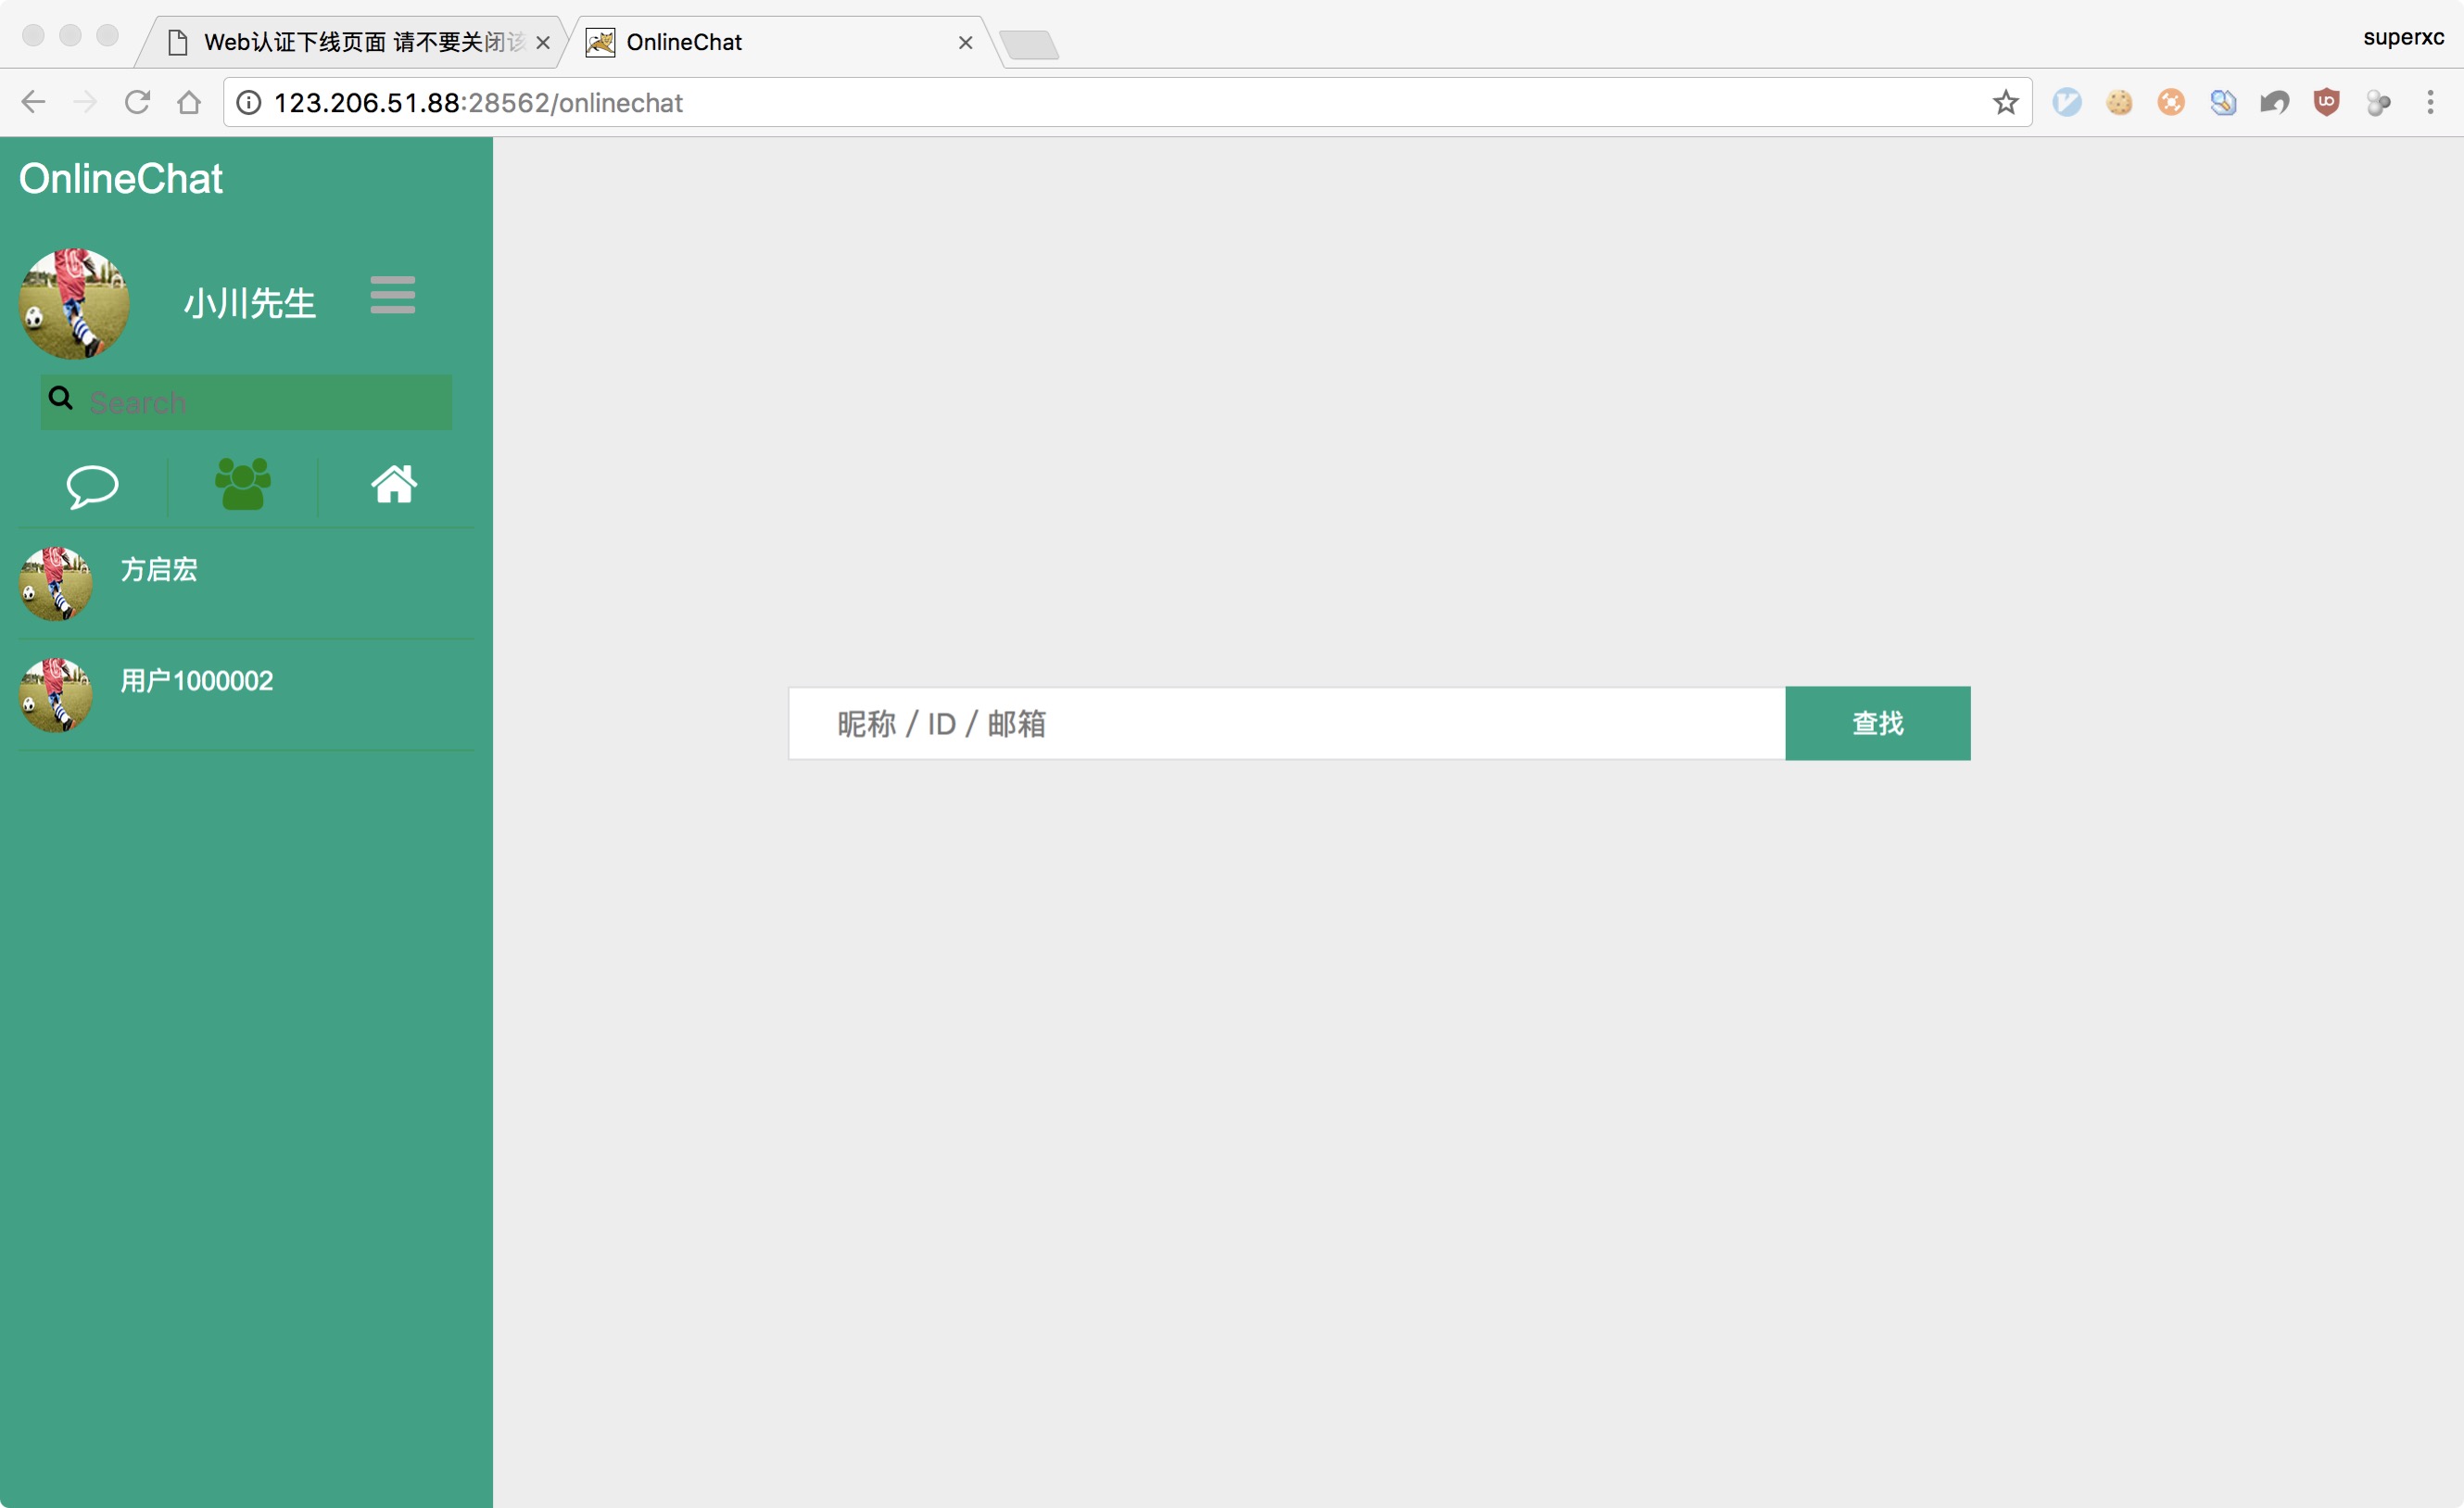 Web认证下线页面 请不要关闭该
OnlineChat
superxc
123.206.51.88:28562/onlinechat
OnlineChat
小川先生
Search
方启宏
用户1000002
昵称 / ID / 邮箱
查找